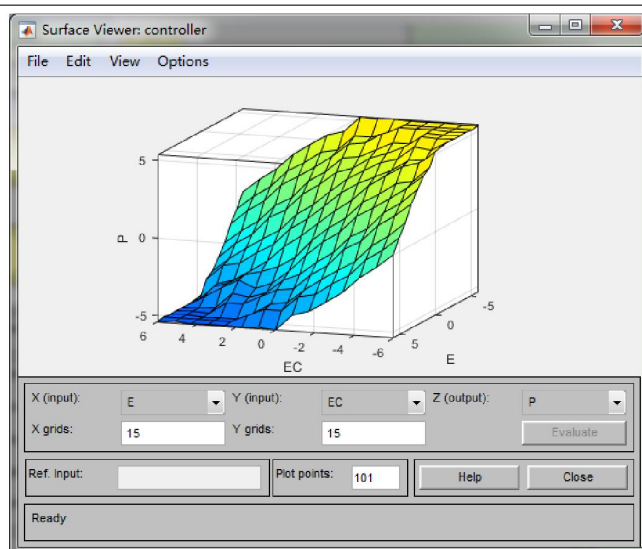 Surface Viewer: controller
File Edit View Options
5
0
-5
P
6 4 2 0 -2 -4 -6
EC
5 0 -5
E
X (input): E Y (input): EC Z (output): P
X grids: 15 Y grids: 15 Evaluate
Ref. Input: Plot points: 101 Help Close
Ready